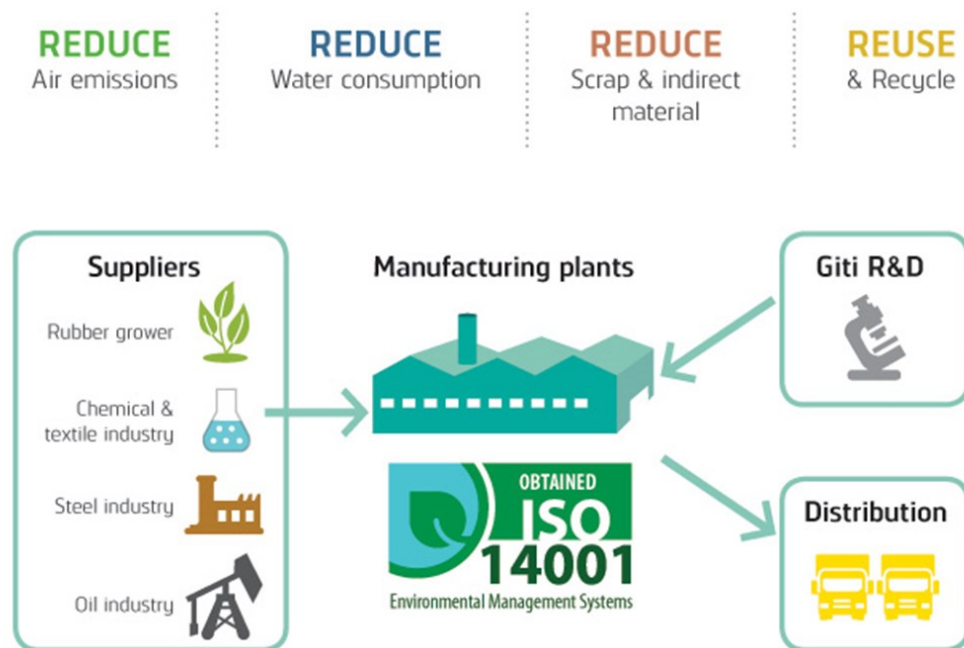 REDUCE
Air emissions
REDUCE
Water consumption
REDUCE
Scrap & indirect
material
REUSE
& Recycle
Suppliers
Rubber grower
Chemical &
textile industry
Steel industry
Oil industry
Manufacturing plants
OBTAINED
ISO
14001
Environmental Management Systems
Giti R&D
Distribution